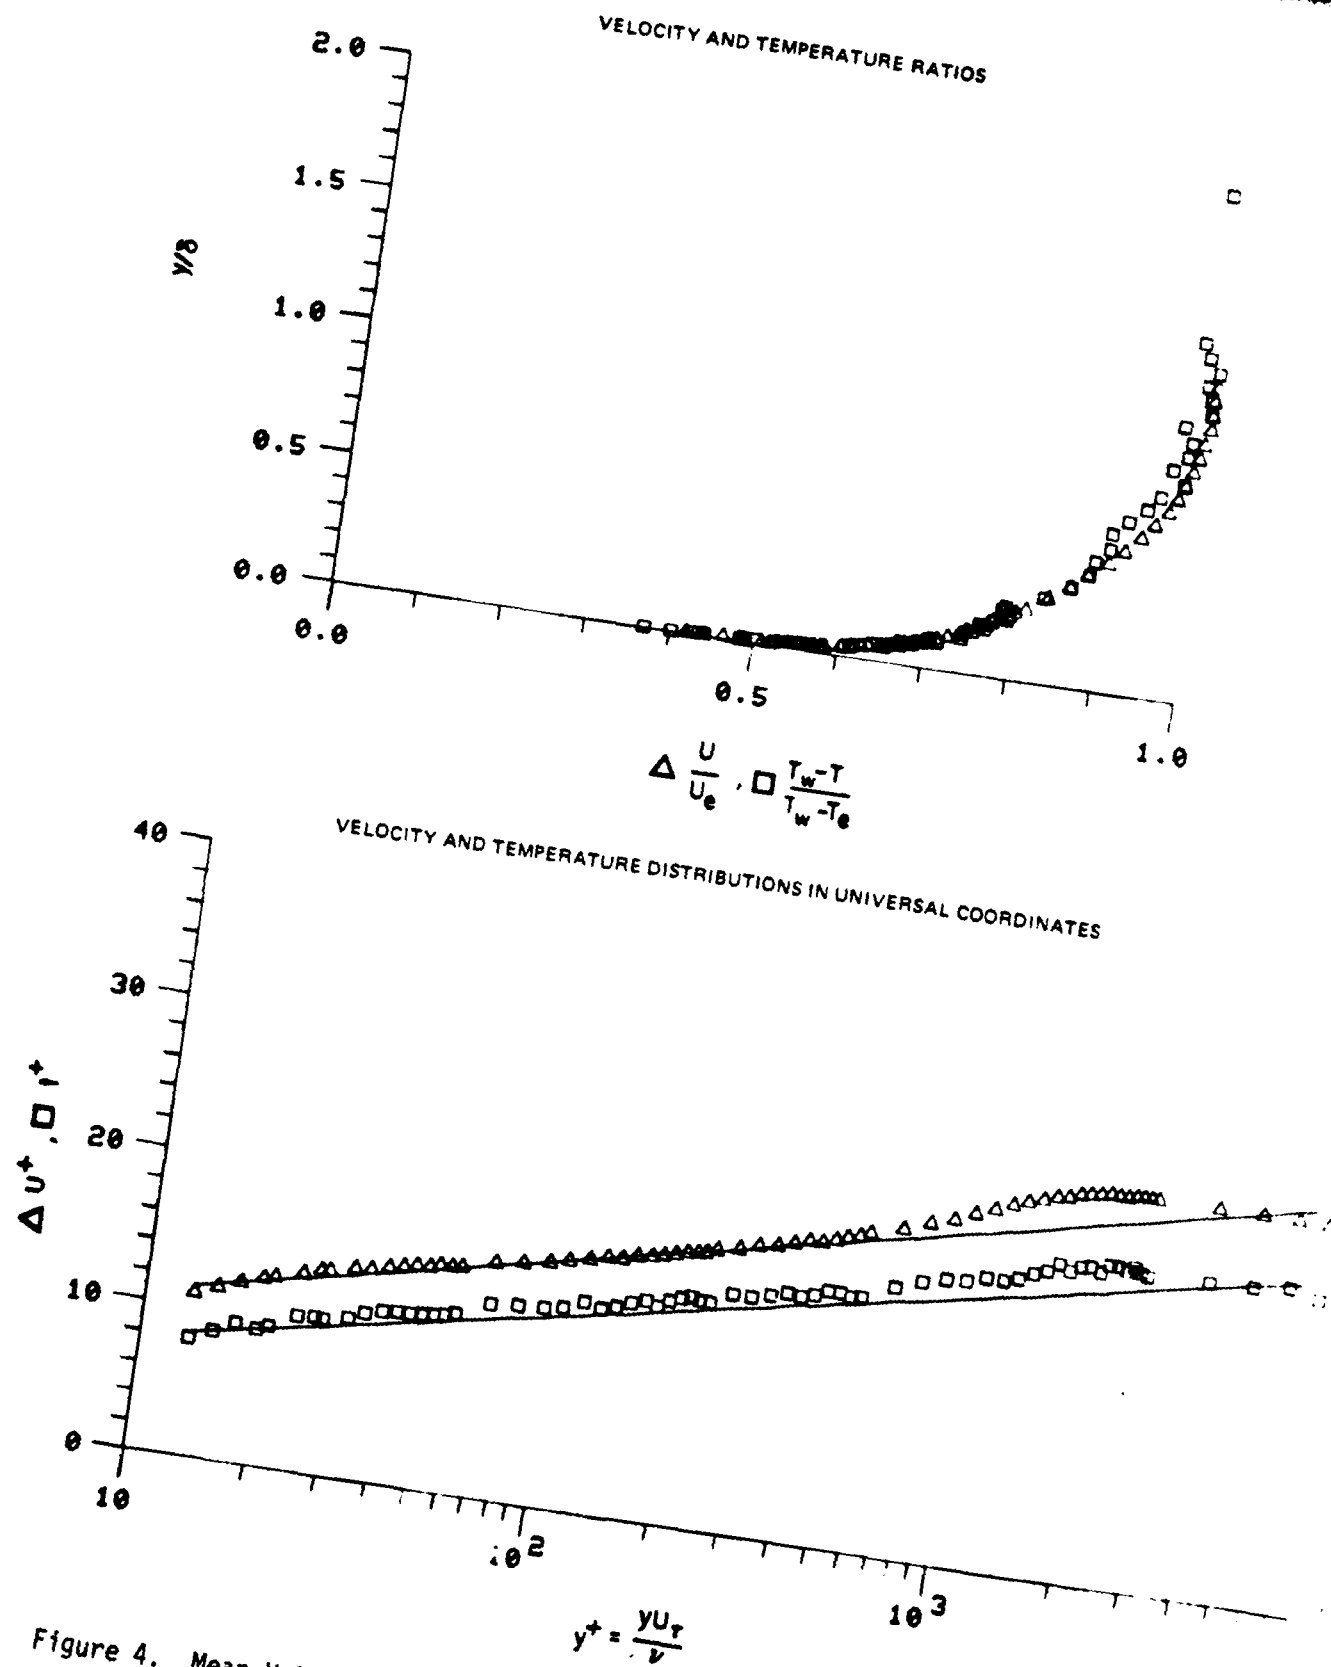 VELOCITY AND TEMPERATURE RATIOS
2.0
1.5
y/δ
1.0
0.5
0.0
0.0
0.5
1.0
△ U/U_e , □ T_w-T/T_w-T_e
VELOCITY AND TEMPERATURE DISTRIBUTIONS IN UNIVERSAL COORDINATES
40
30
△ U⁺ , □ t⁺
20
10
0
10
10²
10³
y⁺ = yU_τ/ν
Figure 4. Mean